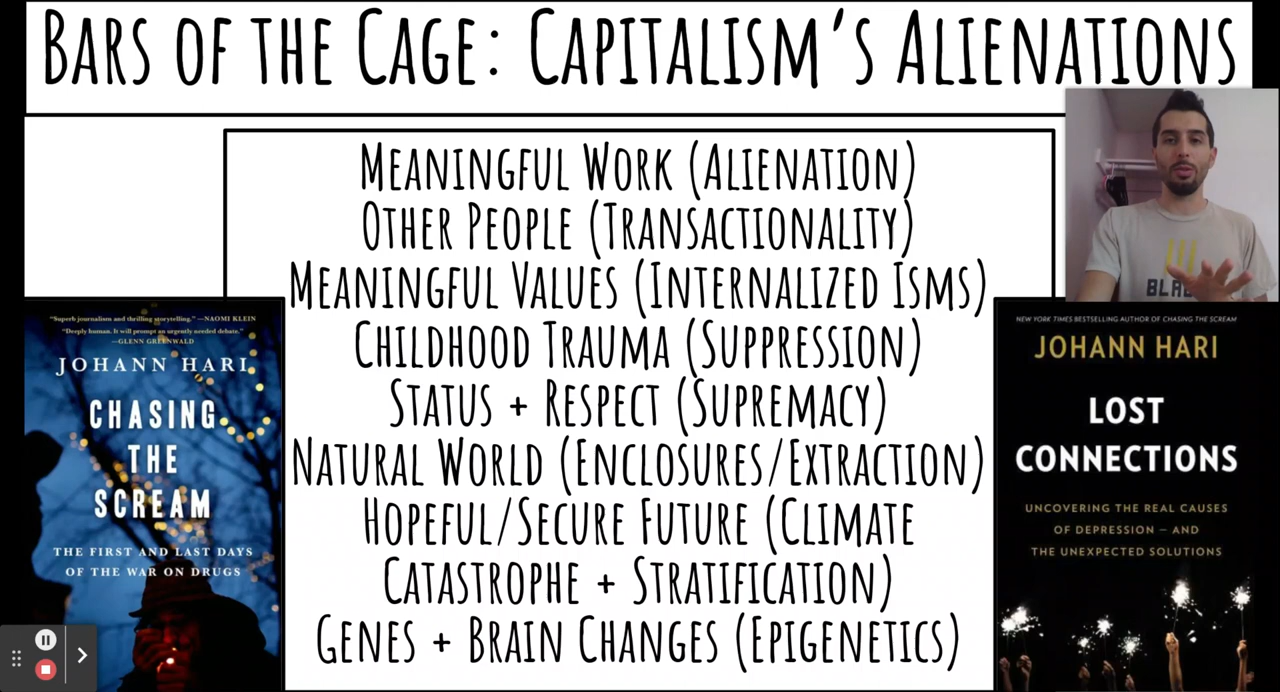 BARS OF THE CAGE: CAPITALISM'S ALIENATIONS
MEANINGFUL WORK (ALIENATION)
OTHER PEOPLE (TRANSACTIONALITY)
MEANINGFUL VALUES (INTERNALIZED ISMS)
CHILDHOOD TRAUMA (SUPPRESSION)
STATUS + RESPECT (SUPREMACY)
NATURAL WORLD (ENCLOSURES/EXTRACTION)
HOPEFUL/SECURE FUTURE (CLIMATE
CATASTROPHE + STRATIFICATION)
GENES + BRAIN CHANGES (EPIGENETICS)
"Superb journalism and thrilling storytelling." —NAOMI KLEIN
"Deeply human. It will prompt an urgently needed debate."
—GLENN GREENWALD
JOHANN HARI
CHASING
THE
SCREAM
THE FIRST AND LAST DAYS
OF THE WAR ON DRUGS
NEW YORK TIMES BESTSELLING AUTHOR OF CHASING THE SCREAM
JOHANN HARI
LOST
CONNECTIONS
UNCOVERING THE REAL CAUSES
OF DEPRESSION – AND
THE UNEXPECTED SOLUTIONS